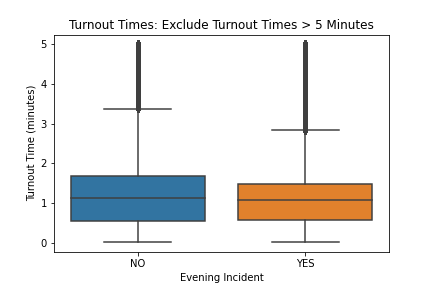 Turnout Times: Exclude Turnout Times > 5 Minutes
5
4
3
2
1
0
Turnout Time (minutes)
NO
YES
Evening Incident